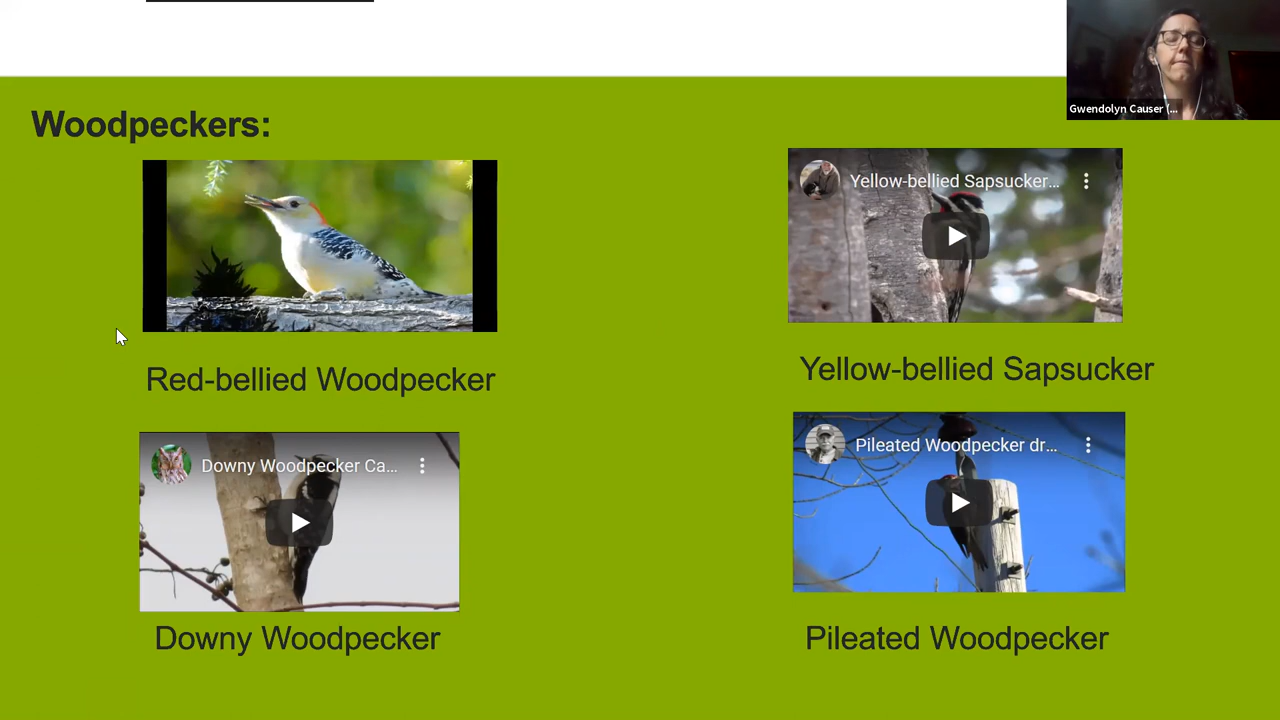 Gwendolyn Causer (...
Woodpeckers:
Yellow-bellied Sapsucker...
Red-bellied Woodpecker
Yellow-bellied Sapsucker
Downy Woodpecker Ca...
Pileated Woodpecker dr...
Downy Woodpecker
Pileated Woodpecker